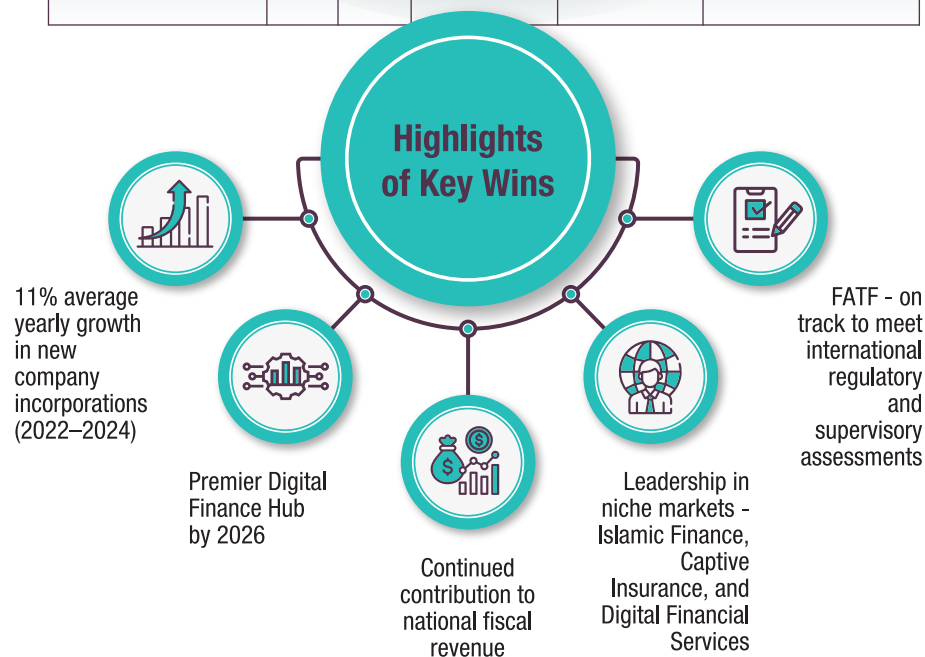 Highlights
of Key Wins
11% average
yearly growth
in new
company
incorporations
(2022–2024)
Premier Digital
Finance Hub
by 2026
$
$
Continued
contribution to
national fiscal
revenue
Leadership in
niche markets -
Islamic Finance,
Captive
Insurance, and
Digital Financial
Services
FATF - on
track to meet
international
regulatory
and
supervisory
assessments